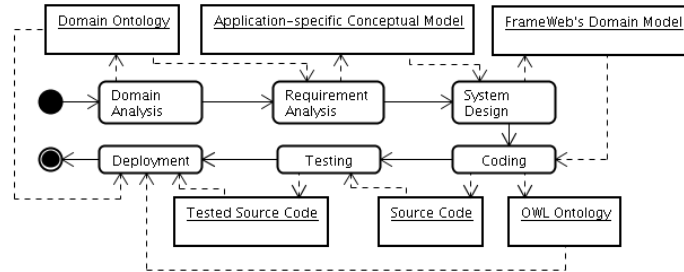 Domain Ontology
Application-specific Conceptual Model
FrameWeb's Domain Model
Domain
Analysis
Requirement
Analysis
System
Design
Deployment
Testing
Coding
Tested Source Code
Source Code
OWL Ontology